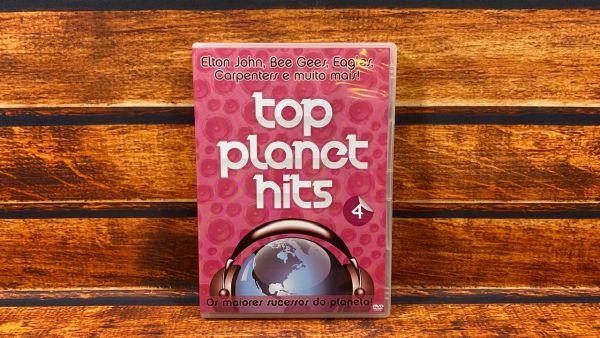 Elton John, Bee Gees, Eagles,
Carpenters e muito mais!
top
planet
hits
4
Os maiores sucessos do planeta!
DVD